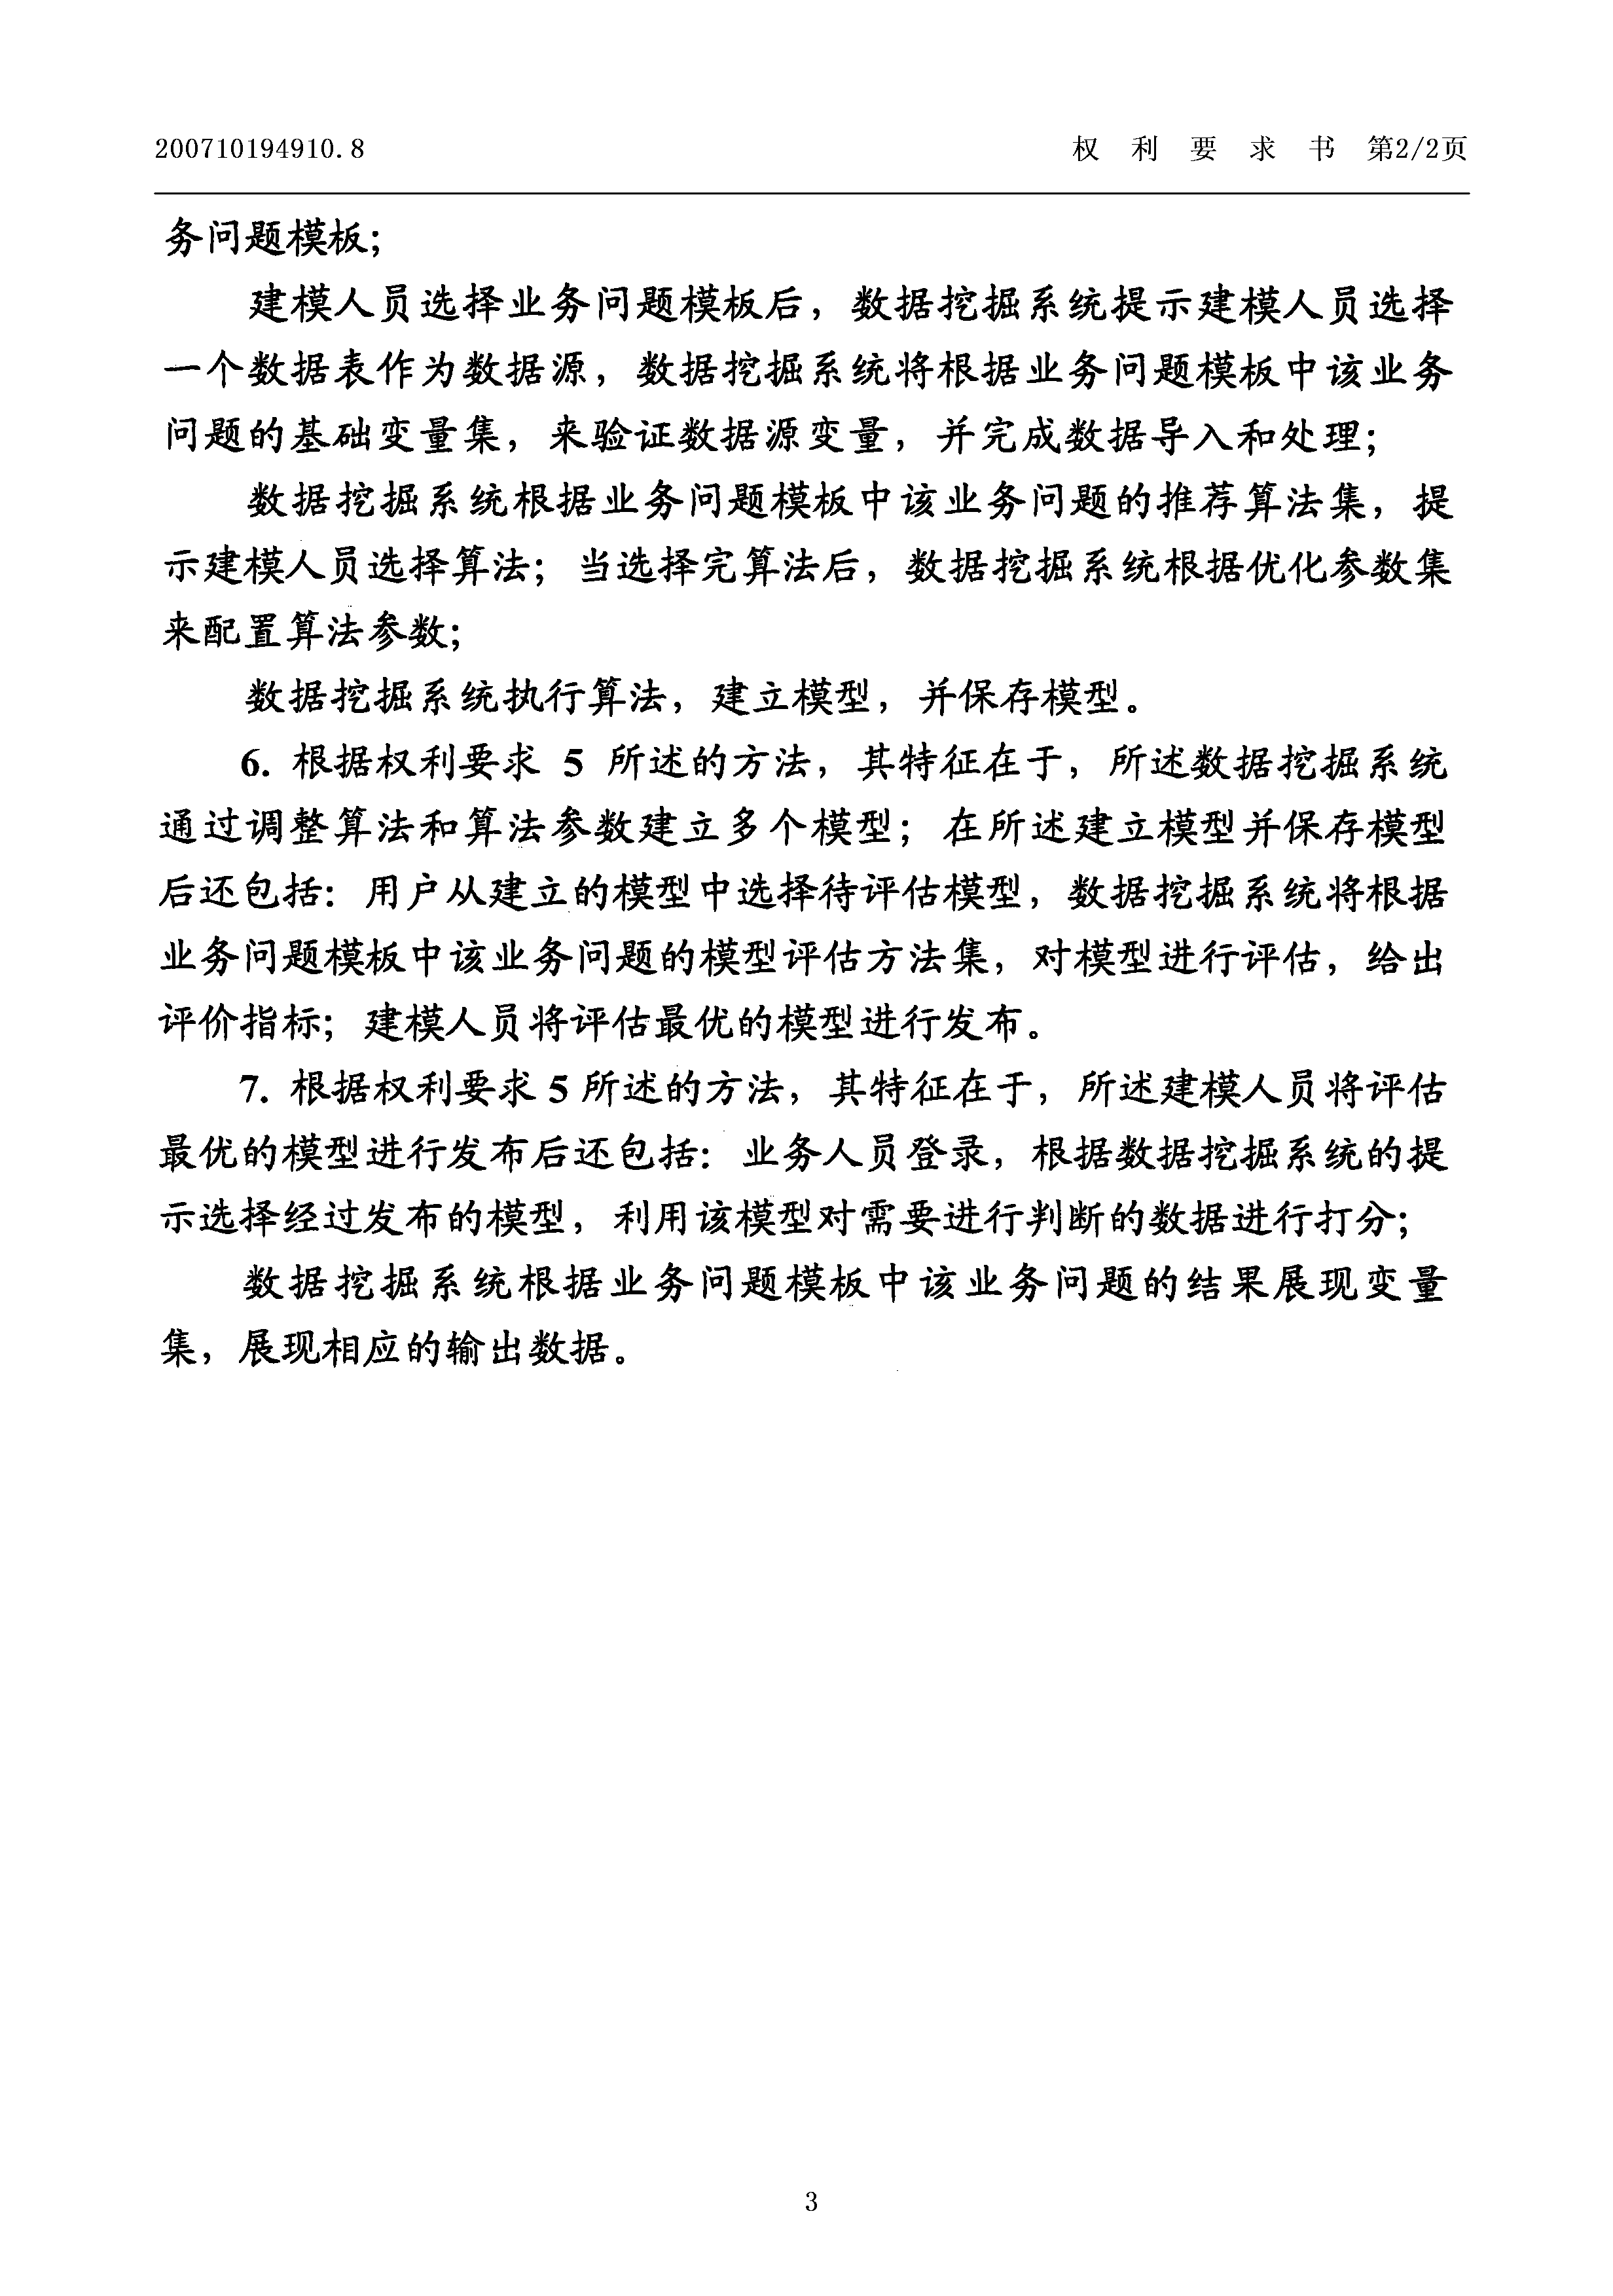 200710194910.8 权 利 要 求 书 第2/2页
务问题模板；
建模人员选择业务问题模板后，数据挖掘系统提示建模人员选择
一个数据表作为数据源，数据挖掘系统将根据业务问题模板中该业务
问题的基础变量集，来验证数据源变量，并完成数据导入和处理；
数据挖掘系统根据业务问题模板中该业务问题的推荐算法集，提
示建模人员选择算法；当选择完算法后，数据挖掘系统根据优化参数集
来配置算法参数；
数据挖掘系统执行算法，建立模型，并保存模型。
6. 根据权利要求 5 所述的方法，其特征在于，所述数据挖掘系统
通过调整算法和算法参数建立多个模型；在所述建立模型并保存模型
后还包括：用户从建立的模型中选择待评估模型，数据挖掘系统将根据
业务问题模板中该业务问题的模型评估方法集，对模型进行评估，给出
评价指标；建模人员将评估最优的模型进行发布。
7. 根据权利要求 5 所述的方法，其特征在于，所述建模人员将评估
最优的模型进行发布后还包括：业务人员登录，根据数据挖掘系统的提
示选择经过发布的模型，利用该模型对需要进行判断的数据进行打分；
数据挖掘系统根据业务问题模板中该业务问题的结果展现变量
集，展现相应的输出数据。
3